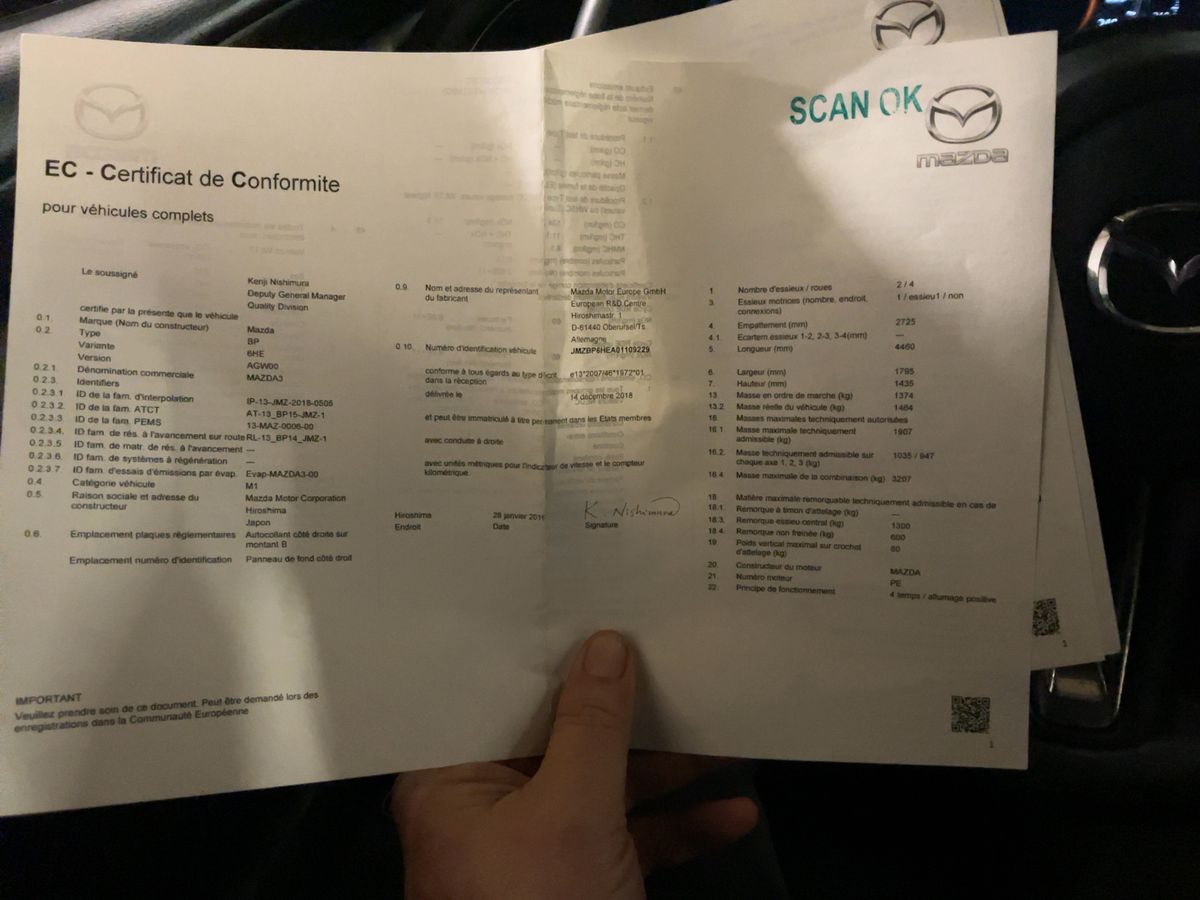 SCAN OK
mazda
EC - Certificat de Conformite
pour véhicules complets
Le soussigné Kenji Nishimura
Deputy General Manager
Quality Division
certifie par la présente que le véhicule
0.1. Marque (Nom du constructeur) Mazda
0.2. Type BP
Variante 6HE
Version AGW00
0.2.1. Dénomination commerciale MAZDA3
0.2.3. Identifiers
0.2.3.1 ID de la fam. d'interpolation IP-13-JMZ-2018-0506
0.2.3.2. ID de la fam. ATCT AT-13_BP15-JMZ-1
0.2.3.3 ID de la fam. PEMS 13-MAZ-0006-00
0.2.3.4. ID fam. de rés. à l'avancement sur route RL-13_BP14_JMZ-1
0.2.3.5. ID fam. de matr. de rés. à l'avancement ---
0.2.3.6. ID fam. de systèmes à régénération ---
0.2.3.7 ID fam. d'essais d'émissions par évap. Evap-MAZDA3-00
0.4 Catégorie véhicule M1
0.5. Raison sociale et adresse du constructeur Mazda Motor Corporation
Hiroshima
Japon
0.6. Emplacement plaques réglementaires Autocollant côté droite sur
montant B
Emplacement numéro d'identification Panneau de fond côté droit
IMPORTANT
Veuillez prendre soin de ce document. Peut être demandé lors des
enregistrations dans la Communauté Européenne
0.9. Nom et adresse du représentant du fabricant Mazda Motor Europe GmbH
European R&D Centre
Hiroshimastr. 1
D-61440 Oberursel/Ts
Allemagne
0.10. Numéro d'identification véhicule JMZBP6HEA01109229
conforme à tous égards au type décrit dans la réception e13*2007/46*1972*01
délivrée le 14 décembre 2018
et peut être immatriculé à titre permanent dans les Etats membres
avec conduite à droite
avec unités métriques pour l'indicateur de vitesse et le compteur
kilométrique.
Hiroshima 28 janvier K. Nishimura
Endroit Date Signature
1 Nombre d'essieux / roues 2 / 4
3. Essieux motrices (nombre, endroit, connexions) 1 / essieu1 / non
4. Empattement (mm) 2725
4.1. Ecartem.essieux 1-2, 2-3, 3-4(mm) ---
5. Longueur (mm) 4460
6. Largeur (mm) 1795
7. Hauteur (mm) 1435
13 Masse en ordre de marche (kg) 1374
13.2 Masse réelle du véhicule (kg) 1464
16 Masses maximales techniquement autorisées
16.1 Masse maximale techniquement admissible (kg) 1907
16.2. Masse techniquement admissible sur chaque axe 1, 2, 3 (kg) 1035 / 947
16.4 Masse maximale de la combinaison (kg) 3207
18 Matière maximale remorquable techniquement admissible en cas de
18.1. Remorque à timon d'attelage (kg) ---
18.3. Remorque essieu central (kg) 1300
18.4. Remorque non freinée (kg) 600
19 Poids vertical maximal sur crochet d'attelage (kg) 80
20. Constructeur du moteur MAZDA
21. Numéro moteur PE
22. Principe de fonctionnement 4 temps / allumage positive
1
1